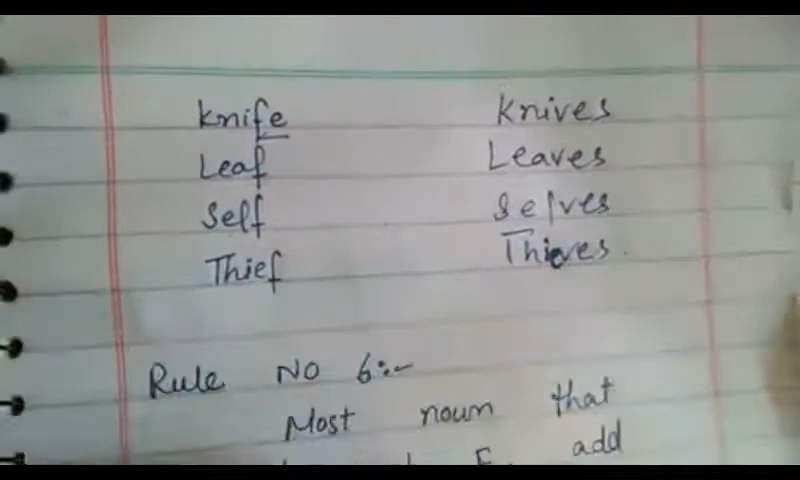 Knife Knives
Leaf Leaves
Self Selves
Thief Thieves.
Rule NO 6:-
Most noun that
add